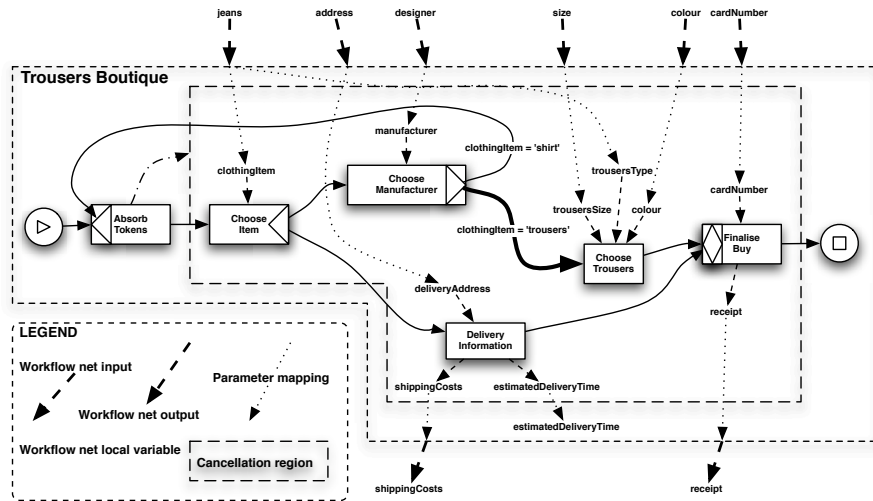 jeans address designer size colour cardNumber
Trousers Boutique
manufacturer
clothingItem = 'shirt'
clothingItem
trousersType
cardNumber
Absorb
Tokens
Choose
Item
Choose
Manufacturer
trousersSize
colour
clothingItem = 'trousers'
Choose
Trousers
Finalise
Buy
deliveryAddress
receipt
Delivery
Information
shippingCosts
estimatedDeliveryTime
estimatedDeliveryTime
LEGEND
Workflow net input
Parameter mapping
Workflow net output
Workflow net local variable
Cancellation region
shippingCosts
receipt